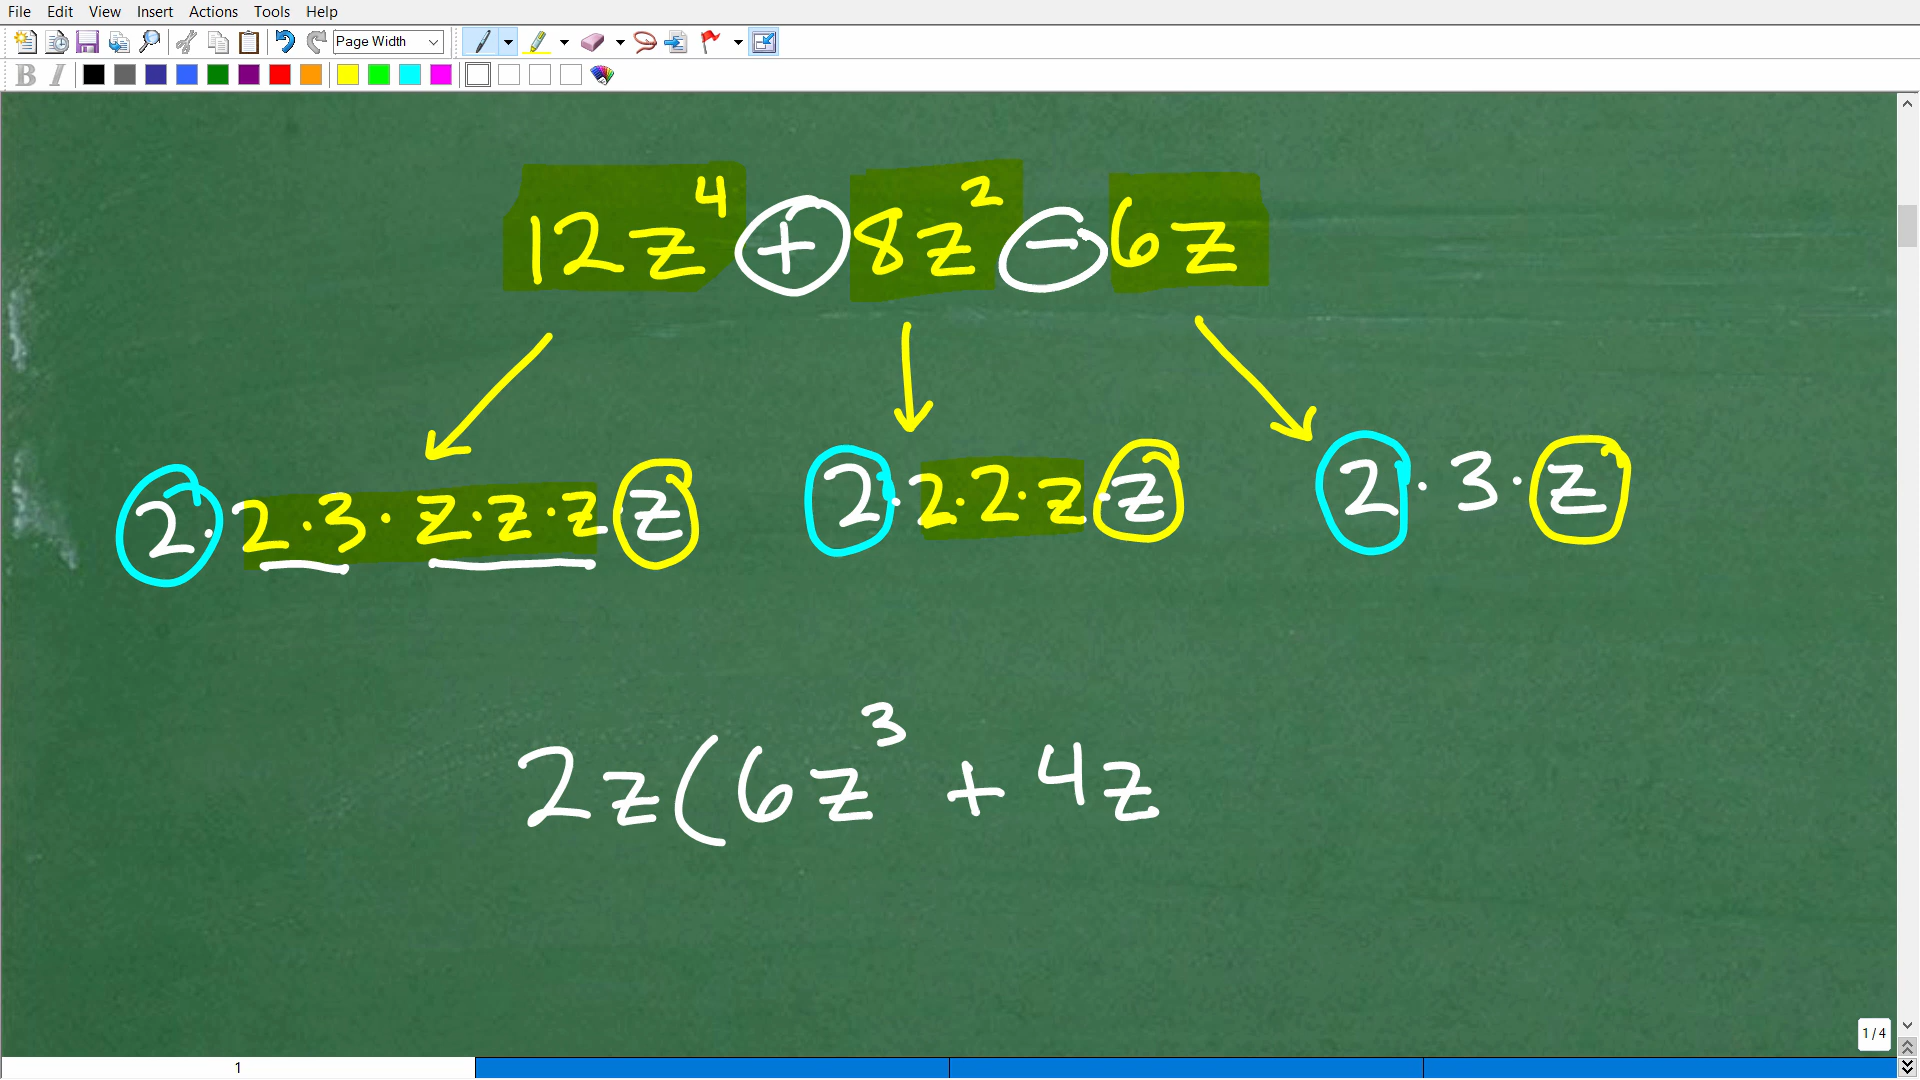 File Edit View Insert Actions Tools Help
Page Width
B I
12z⁴ + 8z² - 6z
2·2·3·z·z·z·z 2·2·2·z·z 2·3·z
2z(6z³ + 4z
1 / 4
1